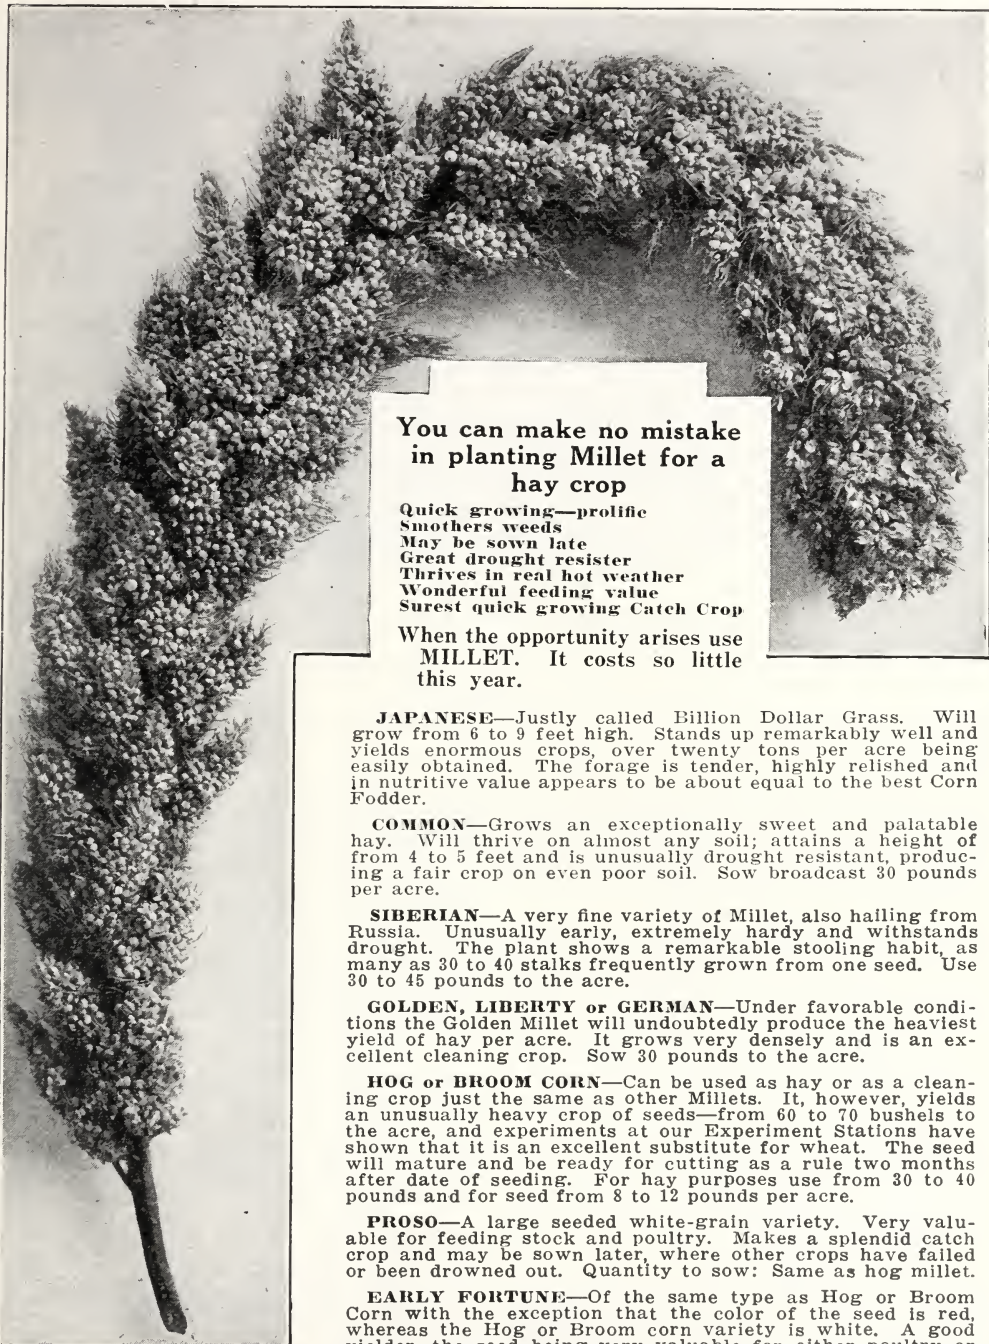 You can make no mistake
in planting Millet for a
hay crop
Quick growing—prolific
Smothers weeds
May be sown late
Great drought resister
Thrives in real hot weather
Wonderful feeding value
Surest quick growing Catch Crop
When the opportunity arises use
MILLET. It costs so little
this year.
JAPANESE—Justly called Billion Dollar Grass. Will
grow from 6 to 9 feet high. Stands up remarkably well and
yields enormous crops, over twenty tons per acre being
easily obtained. The forage is tender, highly relished and
in nutritive value appears to be about equal to the best Corn
Fodder.
COMMON—Grows an exceptionally sweet and palatable
hay. Will thrive on almost any soil; attains a height of
from 4 to 5 feet and is unusually drought resistant, produc-
ing a fair crop on even poor soil. Sow broadcast 30 pounds
per acre.
SIBERIAN—A very fine variety of Millet, also hailing from
Russia. Unusually early, extremely hardy and withstands
drought. The plant shows a remarkable stooling habit, as
many as 30 to 40 stalks frequently grown from one seed. Use
30 to 45 pounds to the acre.
GOLDEN, LIBERTY or GERMAN—Under favorable condi-
tions the Golden Millet will undoubtedly produce the heaviest
yield of hay per acre. It grows very densely and is an ex-
cellent cleaning crop. Sow 30 pounds to the acre.
HOG or BROOM CORN—Can be used as hay or as a clean-
ing crop just the same as other Millets. It, however, yields
an unusually heavy crop of seeds—from 60 to 70 bushels to
the acre, and experiments at our Experiment Stations have
shown that it is an excellent substitute for wheat. The seed
will mature and be ready for cutting as a rule two months
after date of seeding. For hay purposes use from 30 to 40
pounds and for seed from 8 to 12 pounds per acre.
PROSO—A large seeded white-grain variety. Very valu-
able for feeding stock and poultry. Makes a splendid catch
crop and may be sown later, where other crops have failed
or been drowned out. Quantity to sow: Same as hog millet.
EARLY FORTUNE—Of the same type as Hog or Broom
Corn with the exception that the color of the seed is red,
whereas the Hog or Broom corn variety is white. A good